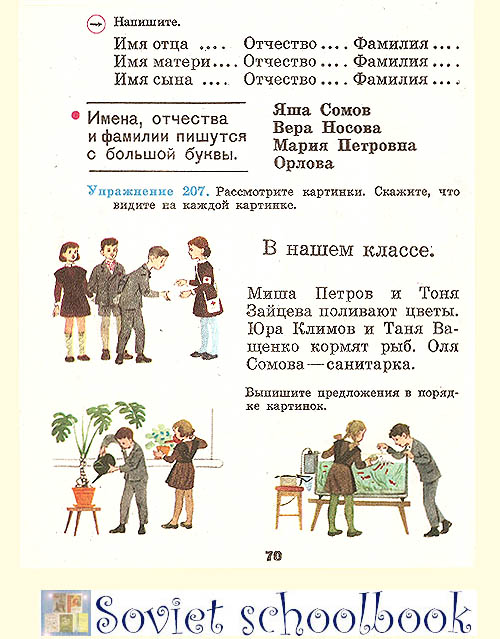 Напишите.
Имя отца .... Отчество .... Фамилия ....
Имя матери.... Отчество .... Фамилия ....
Имя сына .... Отчество .... Фамилия ....
Имена, отчества
и фамилии пишутся
с большой буквы.
Яша Сомов
Вера Носова
Мария Петровна
Орлова
Упражнение 207. Рассмотрите картинки. Скажите, что
видите на каждой картинке.
В нашем классе.
Миша Петров и Тоня
Зайцева поливают цветы.
Юра Климов и Таня Ва-
щенко кормят рыб. Оля
Сомова — санитарка.
Выпишите предложения в поряд-
ке картинок.
70
Soviet schoolbook